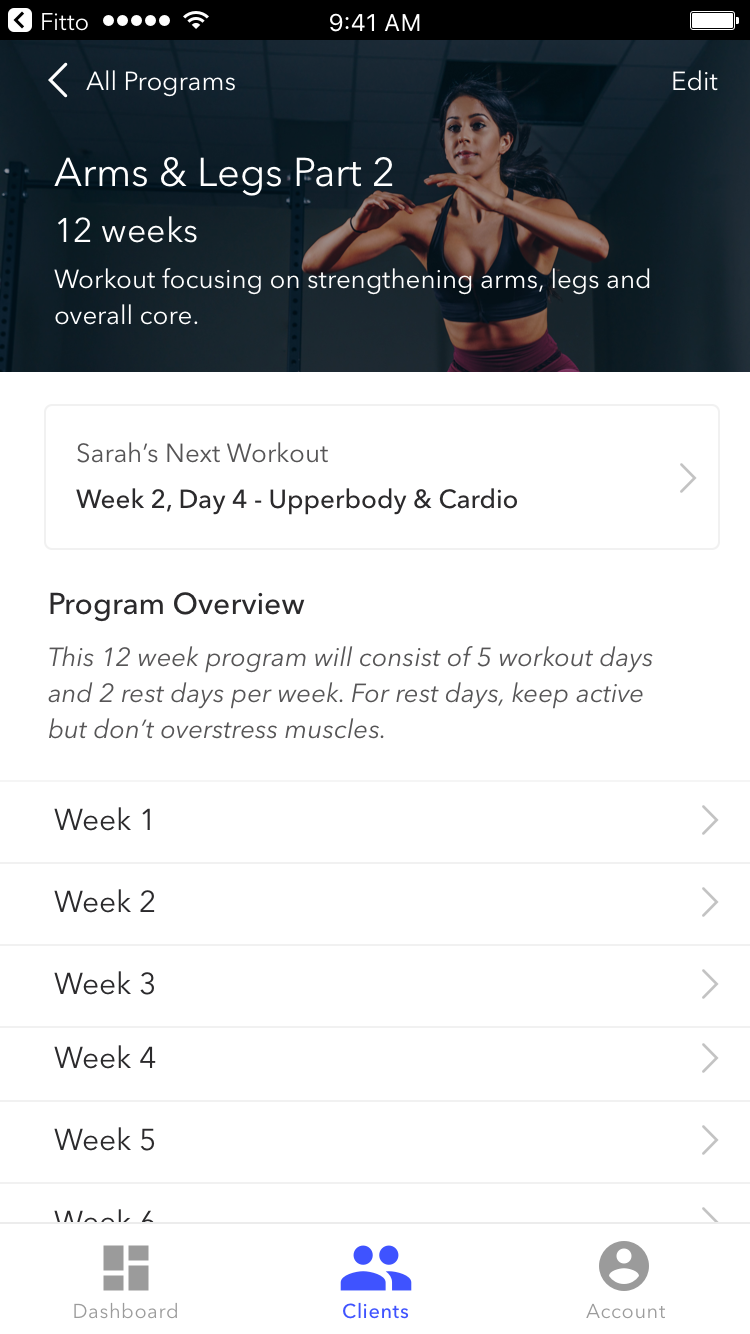 Fitto 9:41 AM
All Programs Edit
Arms & Legs Part 2
12 weeks
Workout focusing on strengthening arms, legs and
overall core.
Sarah’s Next Workout
Week 2, Day 4 - Upperbody & Cardio
Program Overview
This 12 week program will consist of 5 workout days
and 2 rest days per week. For rest days, keep active
but don’t overstress muscles.
Week 1
Week 2
Week 3
Week 4
Week 5
Week 6
Dashboard Clients Account